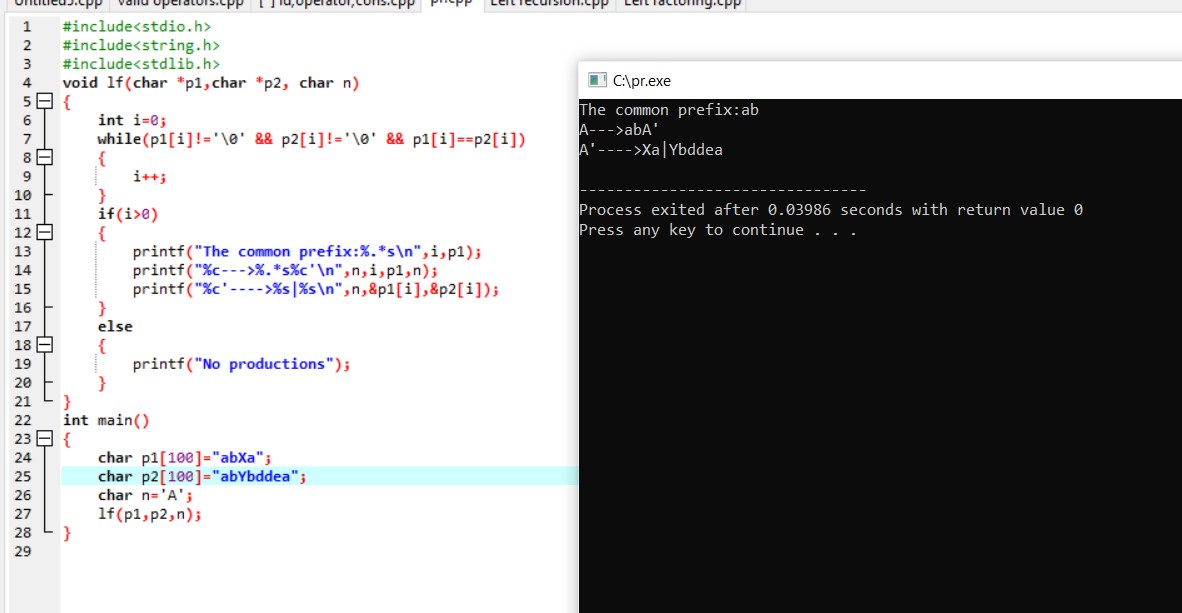 Untitled5.cpp valid operators.cpp [*] id,operator,cons.cpp pr.cpp Left recursion.cpp Left factoring.cpp
1 #include<stdio.h>
2 #include<string.h>
3 #include<stdlib.h>
4 void lf(char *p1,char *p2, char n)
5 {
6 int i=0;
7 while(p1[i]!='\0' && p2[i]!='\0' && p1[i]==p2[i])
8 {
9 i++;
10 }
11 if(i>0)
12 {
13 printf("The common prefix:%.*s\n",i,p1);
14 printf("%c--->%.*s%c'\n",n,i,p1,n);
15 printf("%c'---->%s|%s\n",n,&p1[i],&p2[i]);
16 }
17 else
18 {
19 printf("No productions");
20 }
21 }
22 int main()
23 {
24 char p1[100]="abXa";
25 char p2[100]="abYbddea";
26 char n='A';
27 lf(p1,p2,n);
28 }
29
C:\pr.exe
The common prefix:ab
A--->abA'
A'---->Xa|Ybddea
--------------------------------
Process exited after 0.03986 seconds with return value 0
Press any key to continue . . .